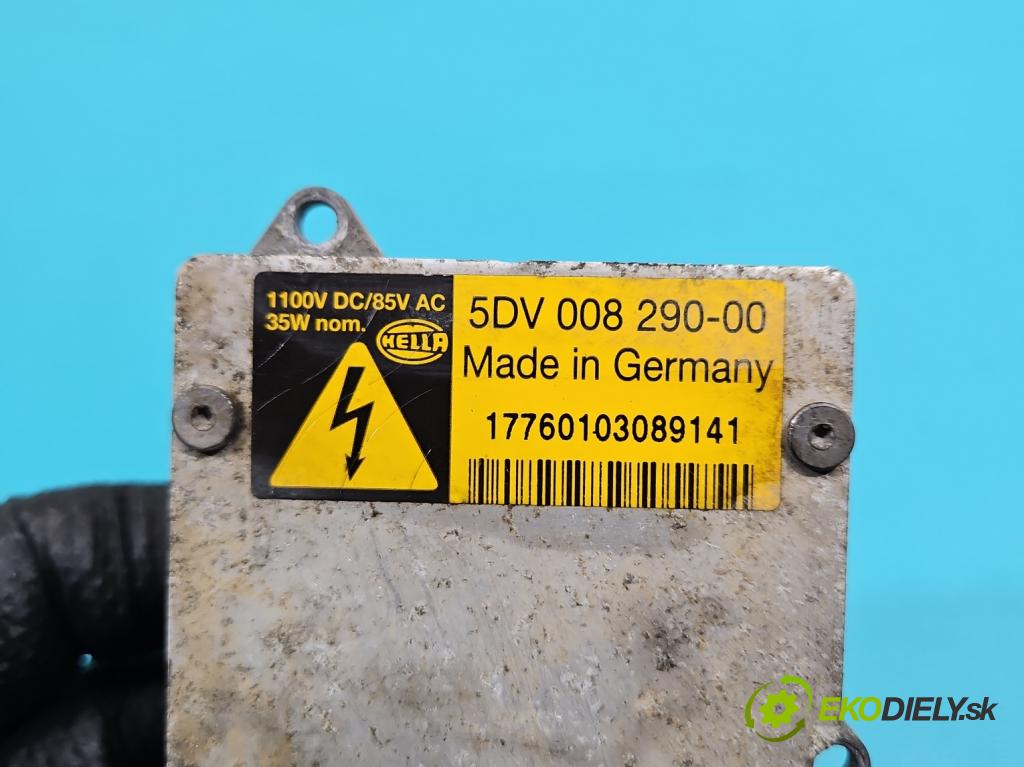 1100V DC/85V AC
35W nom.
HELLA
5DV 008 290-00
Made in Germany
17760103089141
EKODIELY.sk